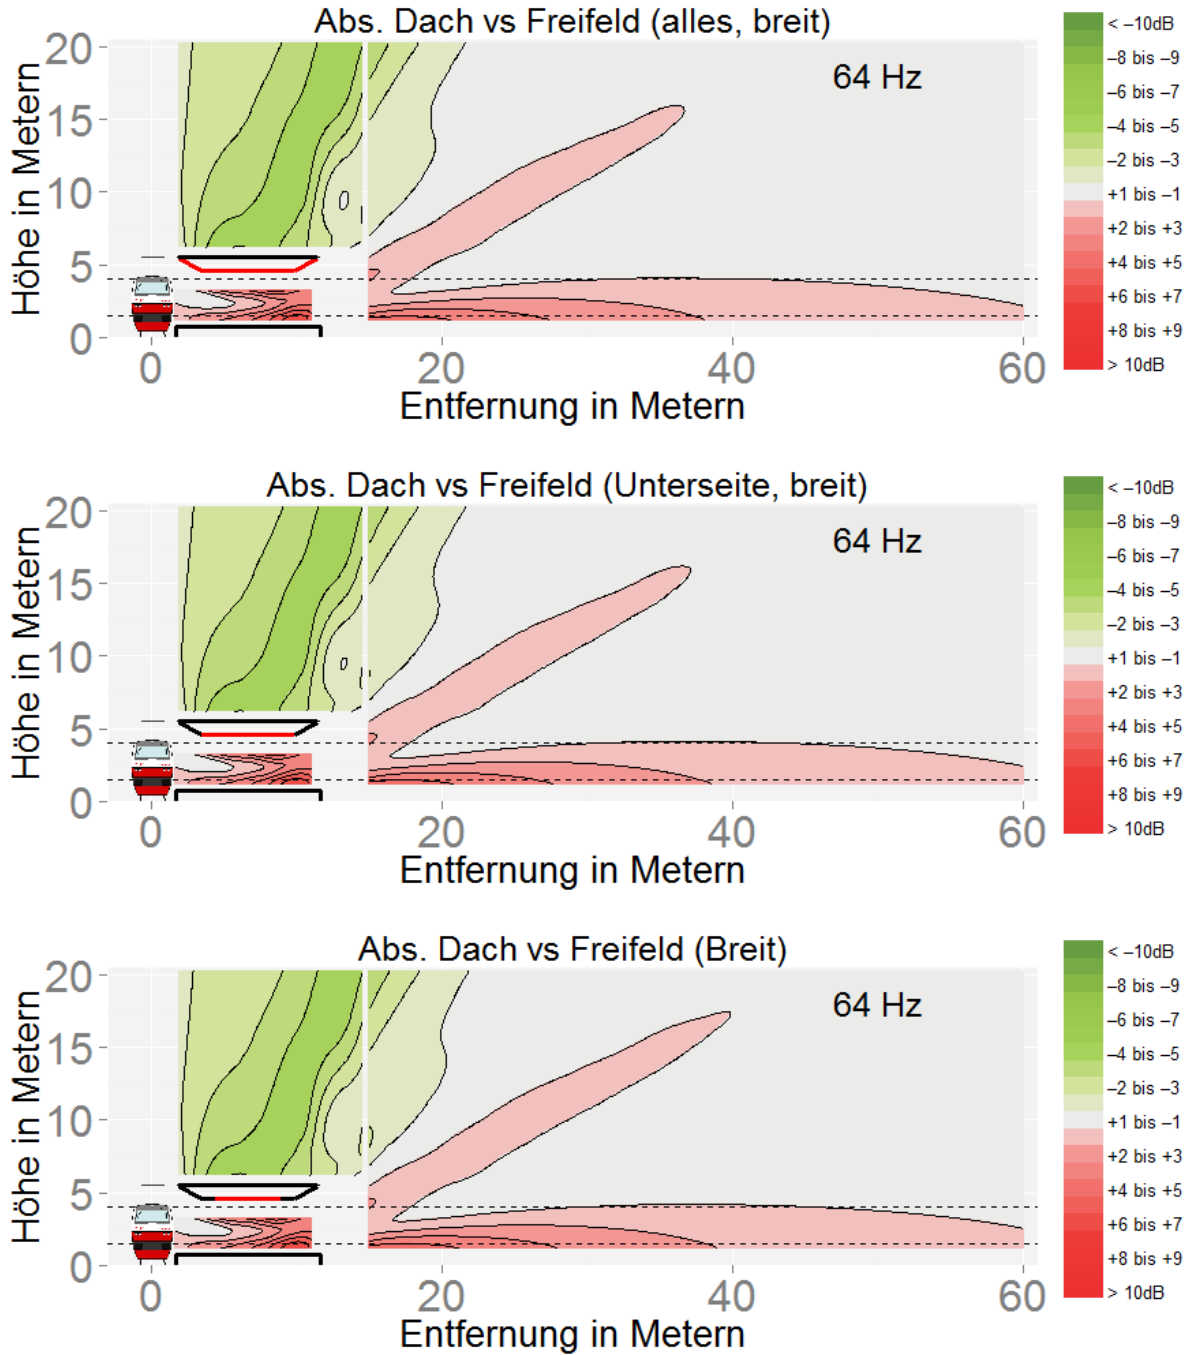 Abs. Dach vs Freifeld (alles, breit)
Höhe in Metern
20
15
10
5
0
64 Hz
0
20
40
60
Entfernung in Metern
< –10dB
–8 bis –9
–6 bis –7
–4 bis –5
–2 bis –3
+1 bis –1
+2 bis +3
+4 bis +5
+6 bis +7
+8 bis +9
> 10dB
Abs. Dach vs Freifeld (Unterseite, breit)
Höhe in Metern
20
15
10
5
0
64 Hz
0
20
40
60
Entfernung in Metern
< –10dB
–8 bis –9
–6 bis –7
–4 bis –5
–2 bis –3
+1 bis –1
+2 bis +3
+4 bis +5
+6 bis +7
+8 bis +9
> 10dB
Abs. Dach vs Freifeld (Breit)
Höhe in Metern
20
15
10
5
0
64 Hz
0
20
40
60
Entfernung in Metern
< –10dB
–8 bis –9
–6 bis –7
–4 bis –5
–2 bis –3
+1 bis –1
+2 bis +3
+4 bis +5
+6 bis +7
+8 bis +9
> 10dB